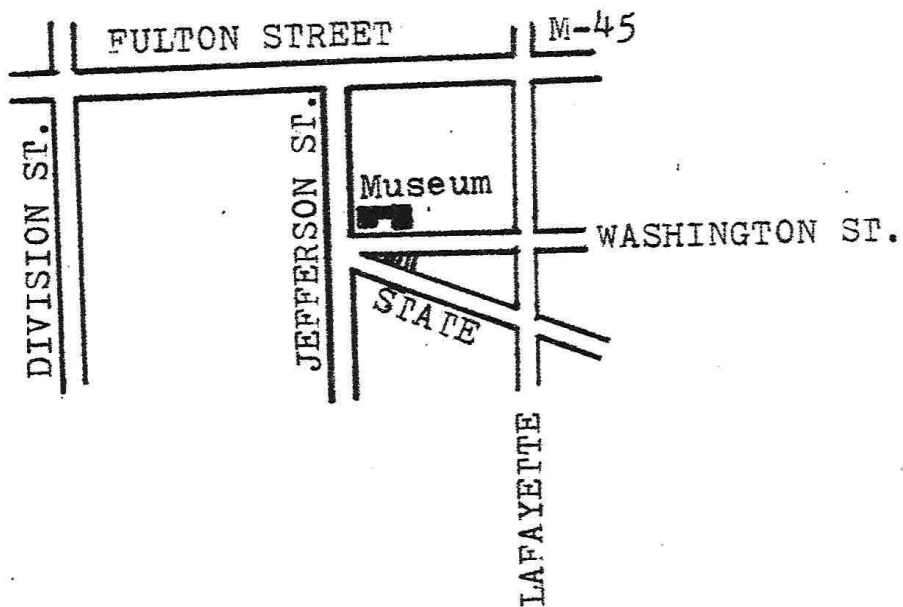 FULTON STREET
M-45
DIVISION ST.
JEFFERSON ST.
Museum
WASHINGTON ST.
STATE
LAFAYETTE